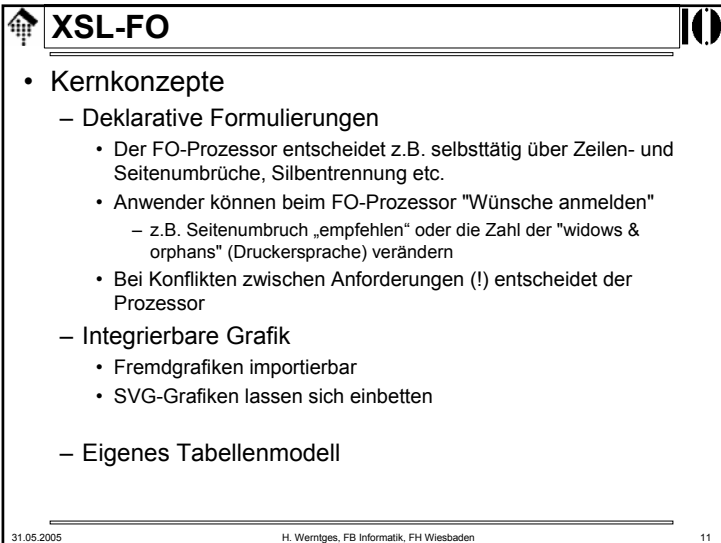 XSL-FO
• Kernkonzepte
– Deklarative Formulierungen
• Der FO-Prozessor entscheidet z.B. selbsttätig über Zeilen- und
Seitenumbrüche, Silbentrennung etc.
• Anwender können beim FO-Prozessor "Wünsche anmelden"
– z.B. Seitenumbruch „empfehlen“ oder die Zahl der "widows &
orphans" (Druckersprache) verändern
• Bei Konflikten zwischen Anforderungen (!) entscheidet der
Prozessor
– Integrierbare Grafik
• Fremdgrafiken importierbar
• SVG-Grafiken lassen sich einbetten
– Eigenes Tabellenmodell
31.05.2005 H. Werntges, FB Informatik, FH Wiesbaden 11